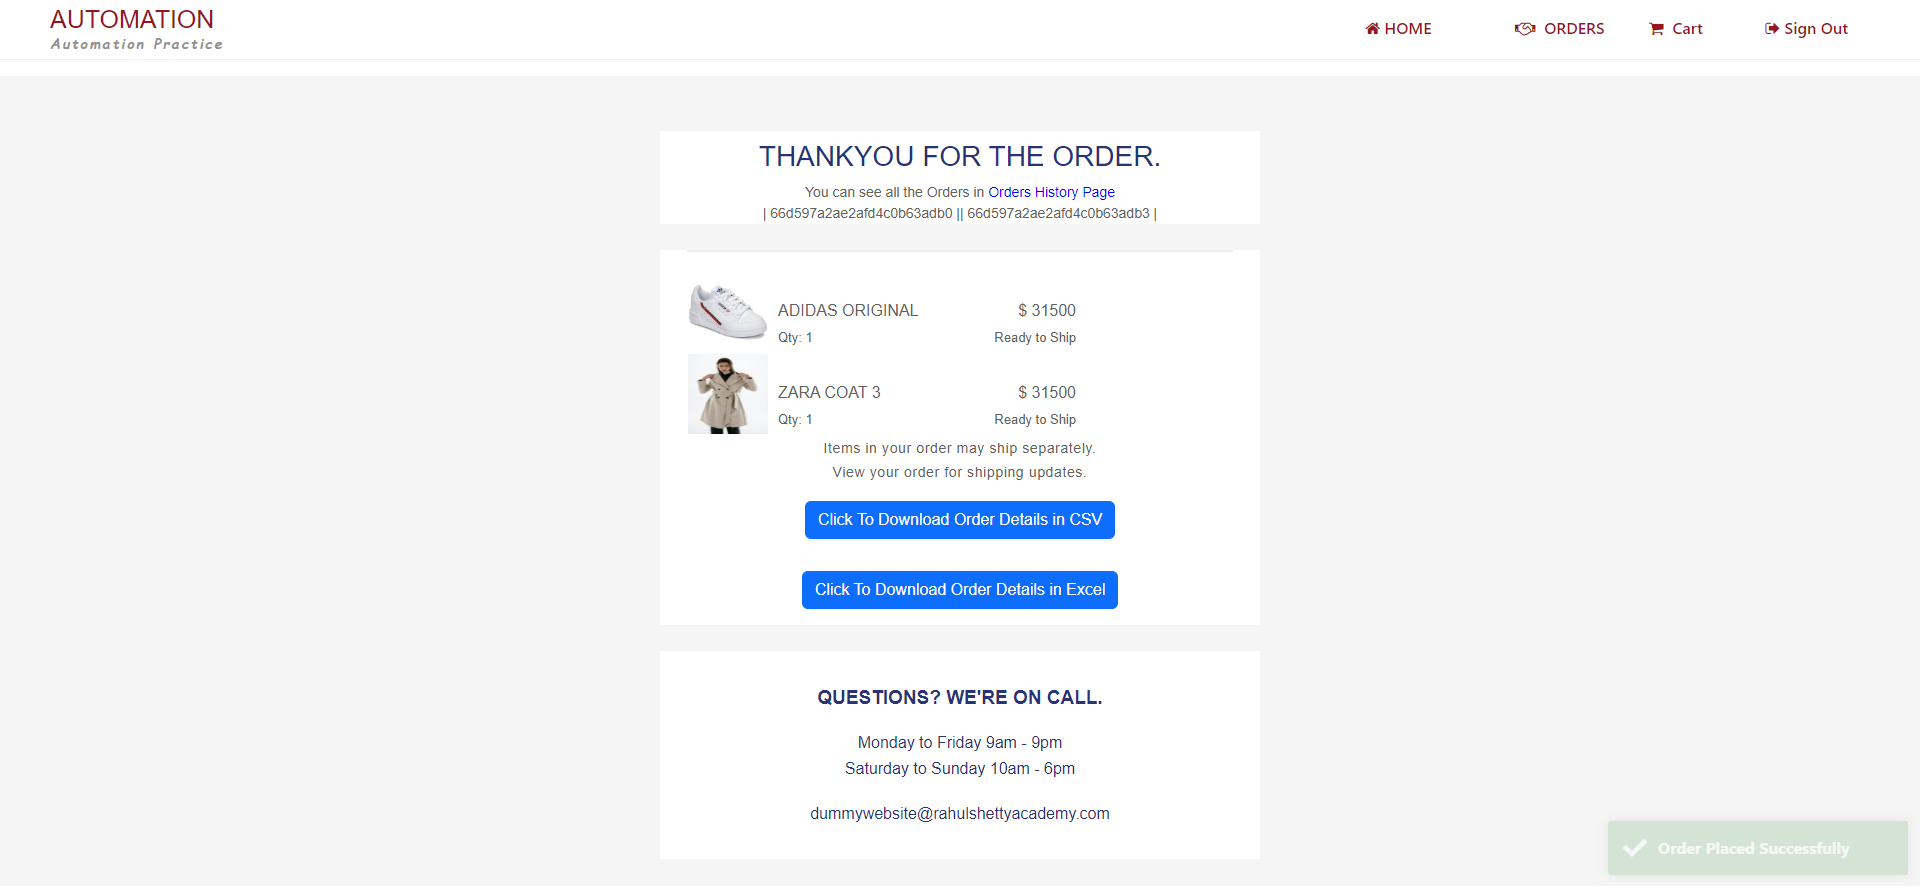 AUTOMATION
Automation Practice
HOME
ORDERS
Cart
Sign Out
THANKYOU FOR THE ORDER.
You can see all the Orders in Orders History Page
| 66d597a2ae2afd4c0b63adb0 || 66d597a2ae2afd4c0b63adb3 |
ADIDAS ORIGINAL
$ 31500
Qty: 1
Ready to Ship
ZARA COAT 3
$ 31500
Qty: 1
Ready to Ship
Items in your order may ship separately.
View your order for shipping updates.
Click To Download Order Details in CSV
Click To Download Order Details in Excel
QUESTIONS? WE'RE ON CALL.
Monday to Friday 9am - 9pm
Saturday to Sunday 10am - 6pm
dummywebsite@rahulshettyacademy.com
Order Placed Successfully